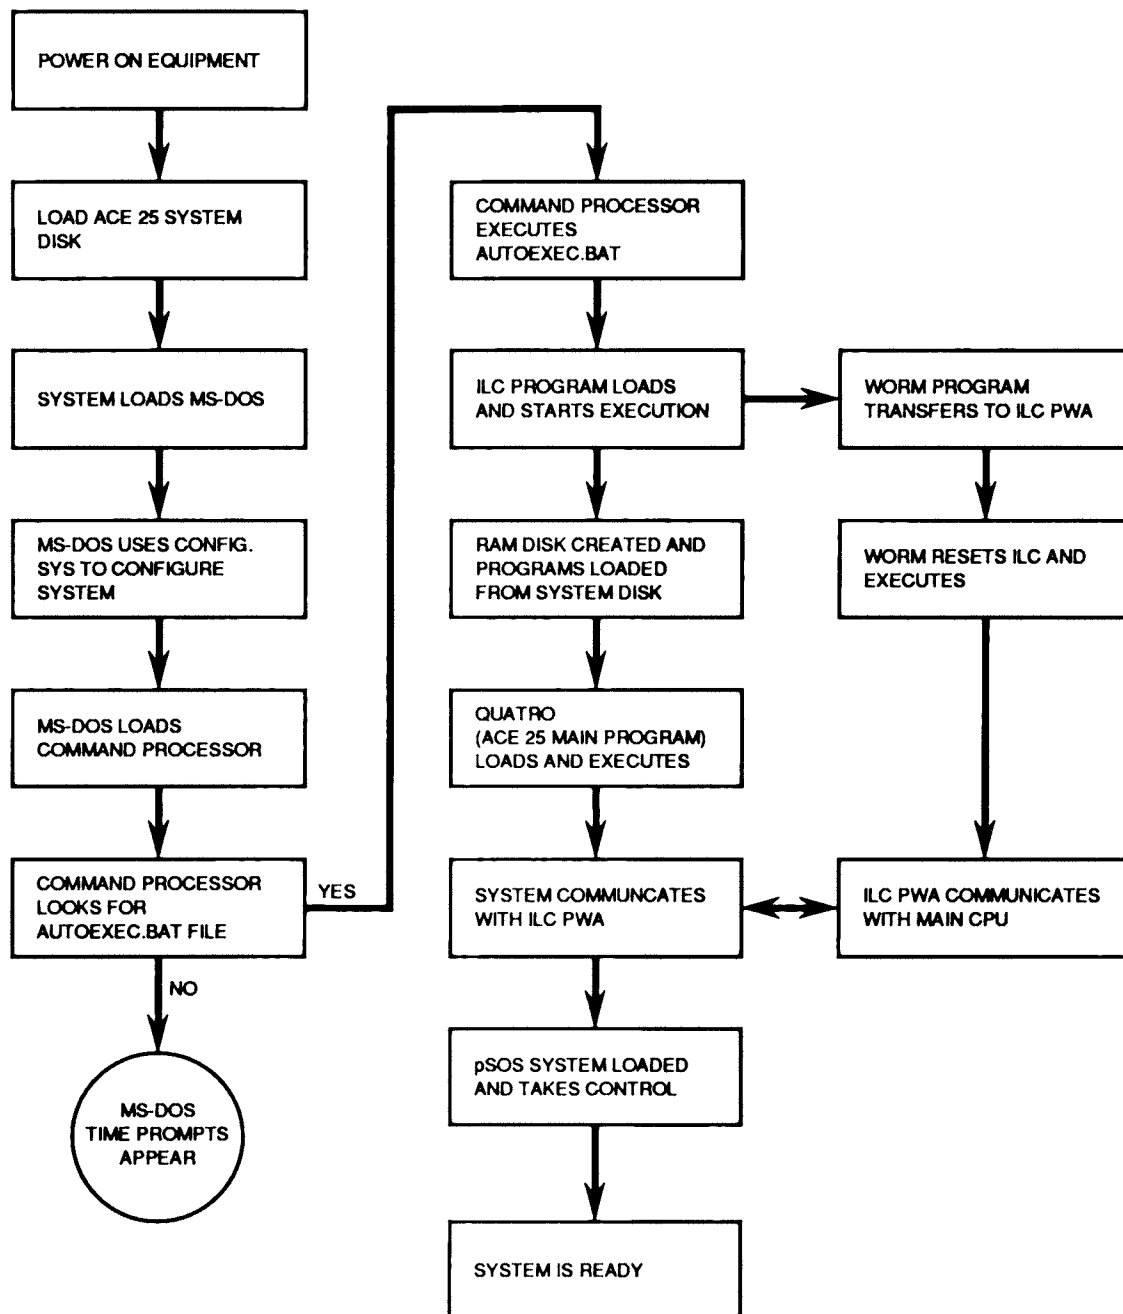 POWER ON EQUIPMENT
LOAD ACE 25 SYSTEM
DISK
SYSTEM LOADS MS-DOS
MS-DOS USES CONFIG.
SYS TO CONFIGURE
SYSTEM
MS-DOS LOADS
COMMAND PROCESSOR
COMMAND PROCESSOR
LOOKS FOR
AUTOEXEC.BAT FILE
YES
NO
MS-DOS
TIME PROMPTS
APPEAR
COMMAND PROCESSOR
EXECUTES
AUTOEXEC.BAT
ILC PROGRAM LOADS
AND STARTS EXECUTION
RAM DISK CREATED AND
PROGRAMS LOADED
FROM SYSTEM DISK
QUATRO
(ACE 25 MAIN PROGRAM)
LOADS AND EXECUTES
SYSTEM COMMUNCATES
WITH ILC PWA
pSOS SYSTEM LOADED
AND TAKES CONTROL
SYSTEM IS READY
WORM PROGRAM
TRANSFERS TO ILC PWA
WORM RESETS ILC AND
EXECUTES
ILC PWA COMMUNICATES
WITH MAIN CPU